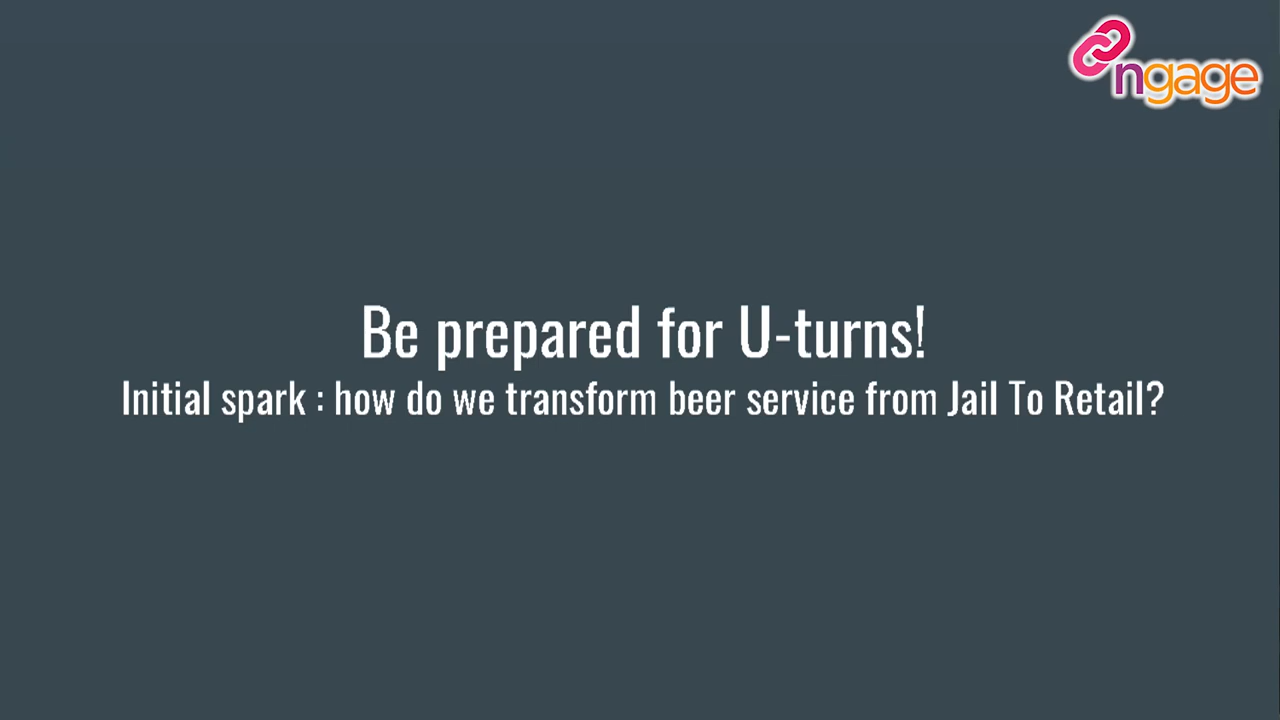 ngage
Be prepared for U-turns!
Initial spark : how do we transform beer service from Jail To Retail?